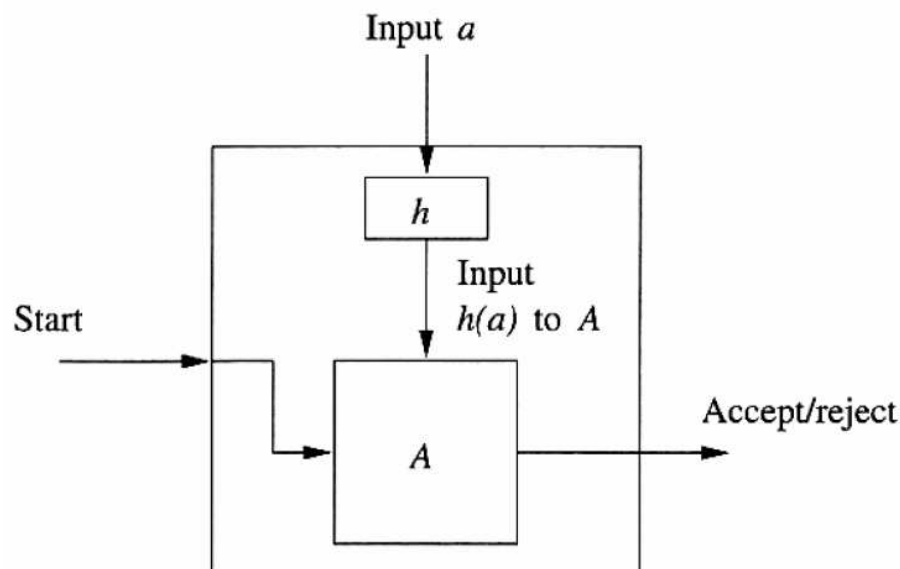 Input a
h
Input
h(a) to A
Start
Accept/reject
A